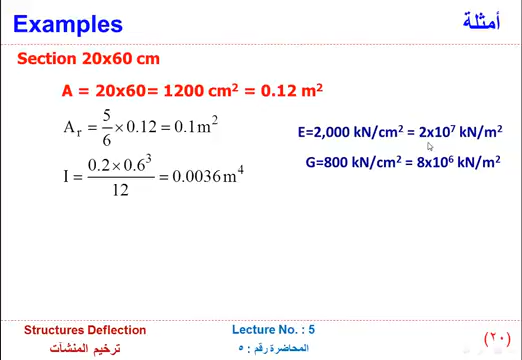 Examples
أمثلة
Section 20x60 cm
A = 20x60= 1200 cm² = 0.12 m²
A_r = 5/6 × 0.12 = 0.1 m²
E=2,000 kN/cm² = 2x10⁷ kN/m²
I = 0.2 × 0.6³ / 12 = 0.0036 m⁴
G=800 kN/cm² = 8x10⁶ kN/m²
Structures Deflection
Lecture No. : 5
ترخيم المنشآت
المحاضرة رقم : ٥
(٢٠)